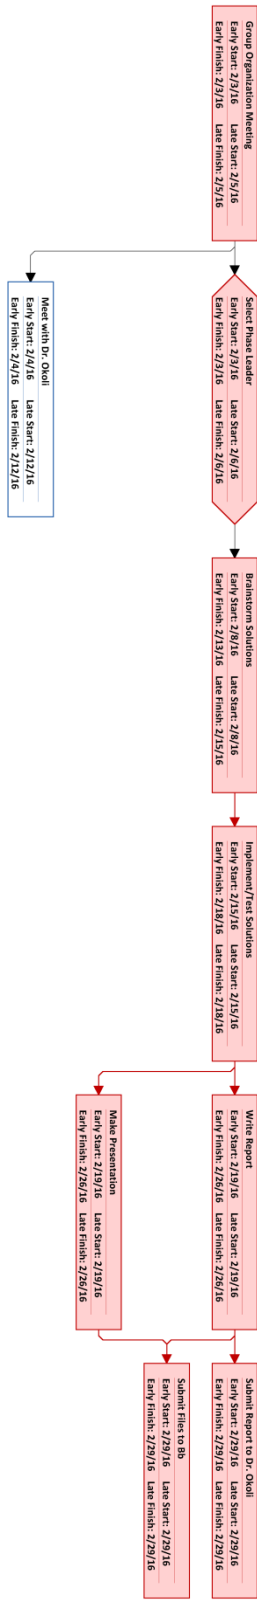 Group Organization Meeting
Early Start: 2/3/16 Late Start: 2/5/16
Early Finish: 2/3/16 Late Finish: 2/5/16
Select Phase Leader
Early Start: 2/3/16 Late Start: 2/6/16
Early Finish: 2/3/16 Late Finish: 2/6/16
Meet with Dr. Okoli
Early Start: 2/4/16 Late Start: 2/12/16
Early Finish: 2/4/16 Late Finish: 2/12/16
Brainstorm Solutions
Early Start: 2/8/16 Late Start: 2/8/16
Early Finish: 2/13/16 Late Finish: 2/15/16
Implement/Test Solutions
Early Start: 2/15/16 Late Start: 2/15/16
Early Finish: 2/18/16 Late Finish: 2/18/16
Write Report
Early Start: 2/19/16 Late Start: 2/19/16
Early Finish: 2/26/16 Late Finish: 2/26/16
Make Presentation
Early Start: 2/19/16 Late Start: 2/19/16
Early Finish: 2/26/16 Late Finish: 2/26/16
Submit Report to Dr. Okoli
Early Start: 2/29/16 Late Start: 2/29/16
Early Finish: 2/29/16 Late Finish: 2/29/16
Submit Files to Bb
Early Start: 2/29/16 Late Start: 2/29/16
Early Finish: 2/29/16 Late Finish: 2/29/16